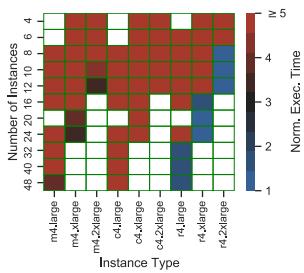 ≥ 5
4
6
8
10
12
16
18
20
24
32
40
48
Number of Instances
4
3
2
1
Norm. Exec. Time
m4.large
m4.xlarge
m4.2xlarge
c4.large
c4.xlarge
c4.2xlarge
r4.large
r4.xlarge
r4.2xlarge
Instance Type